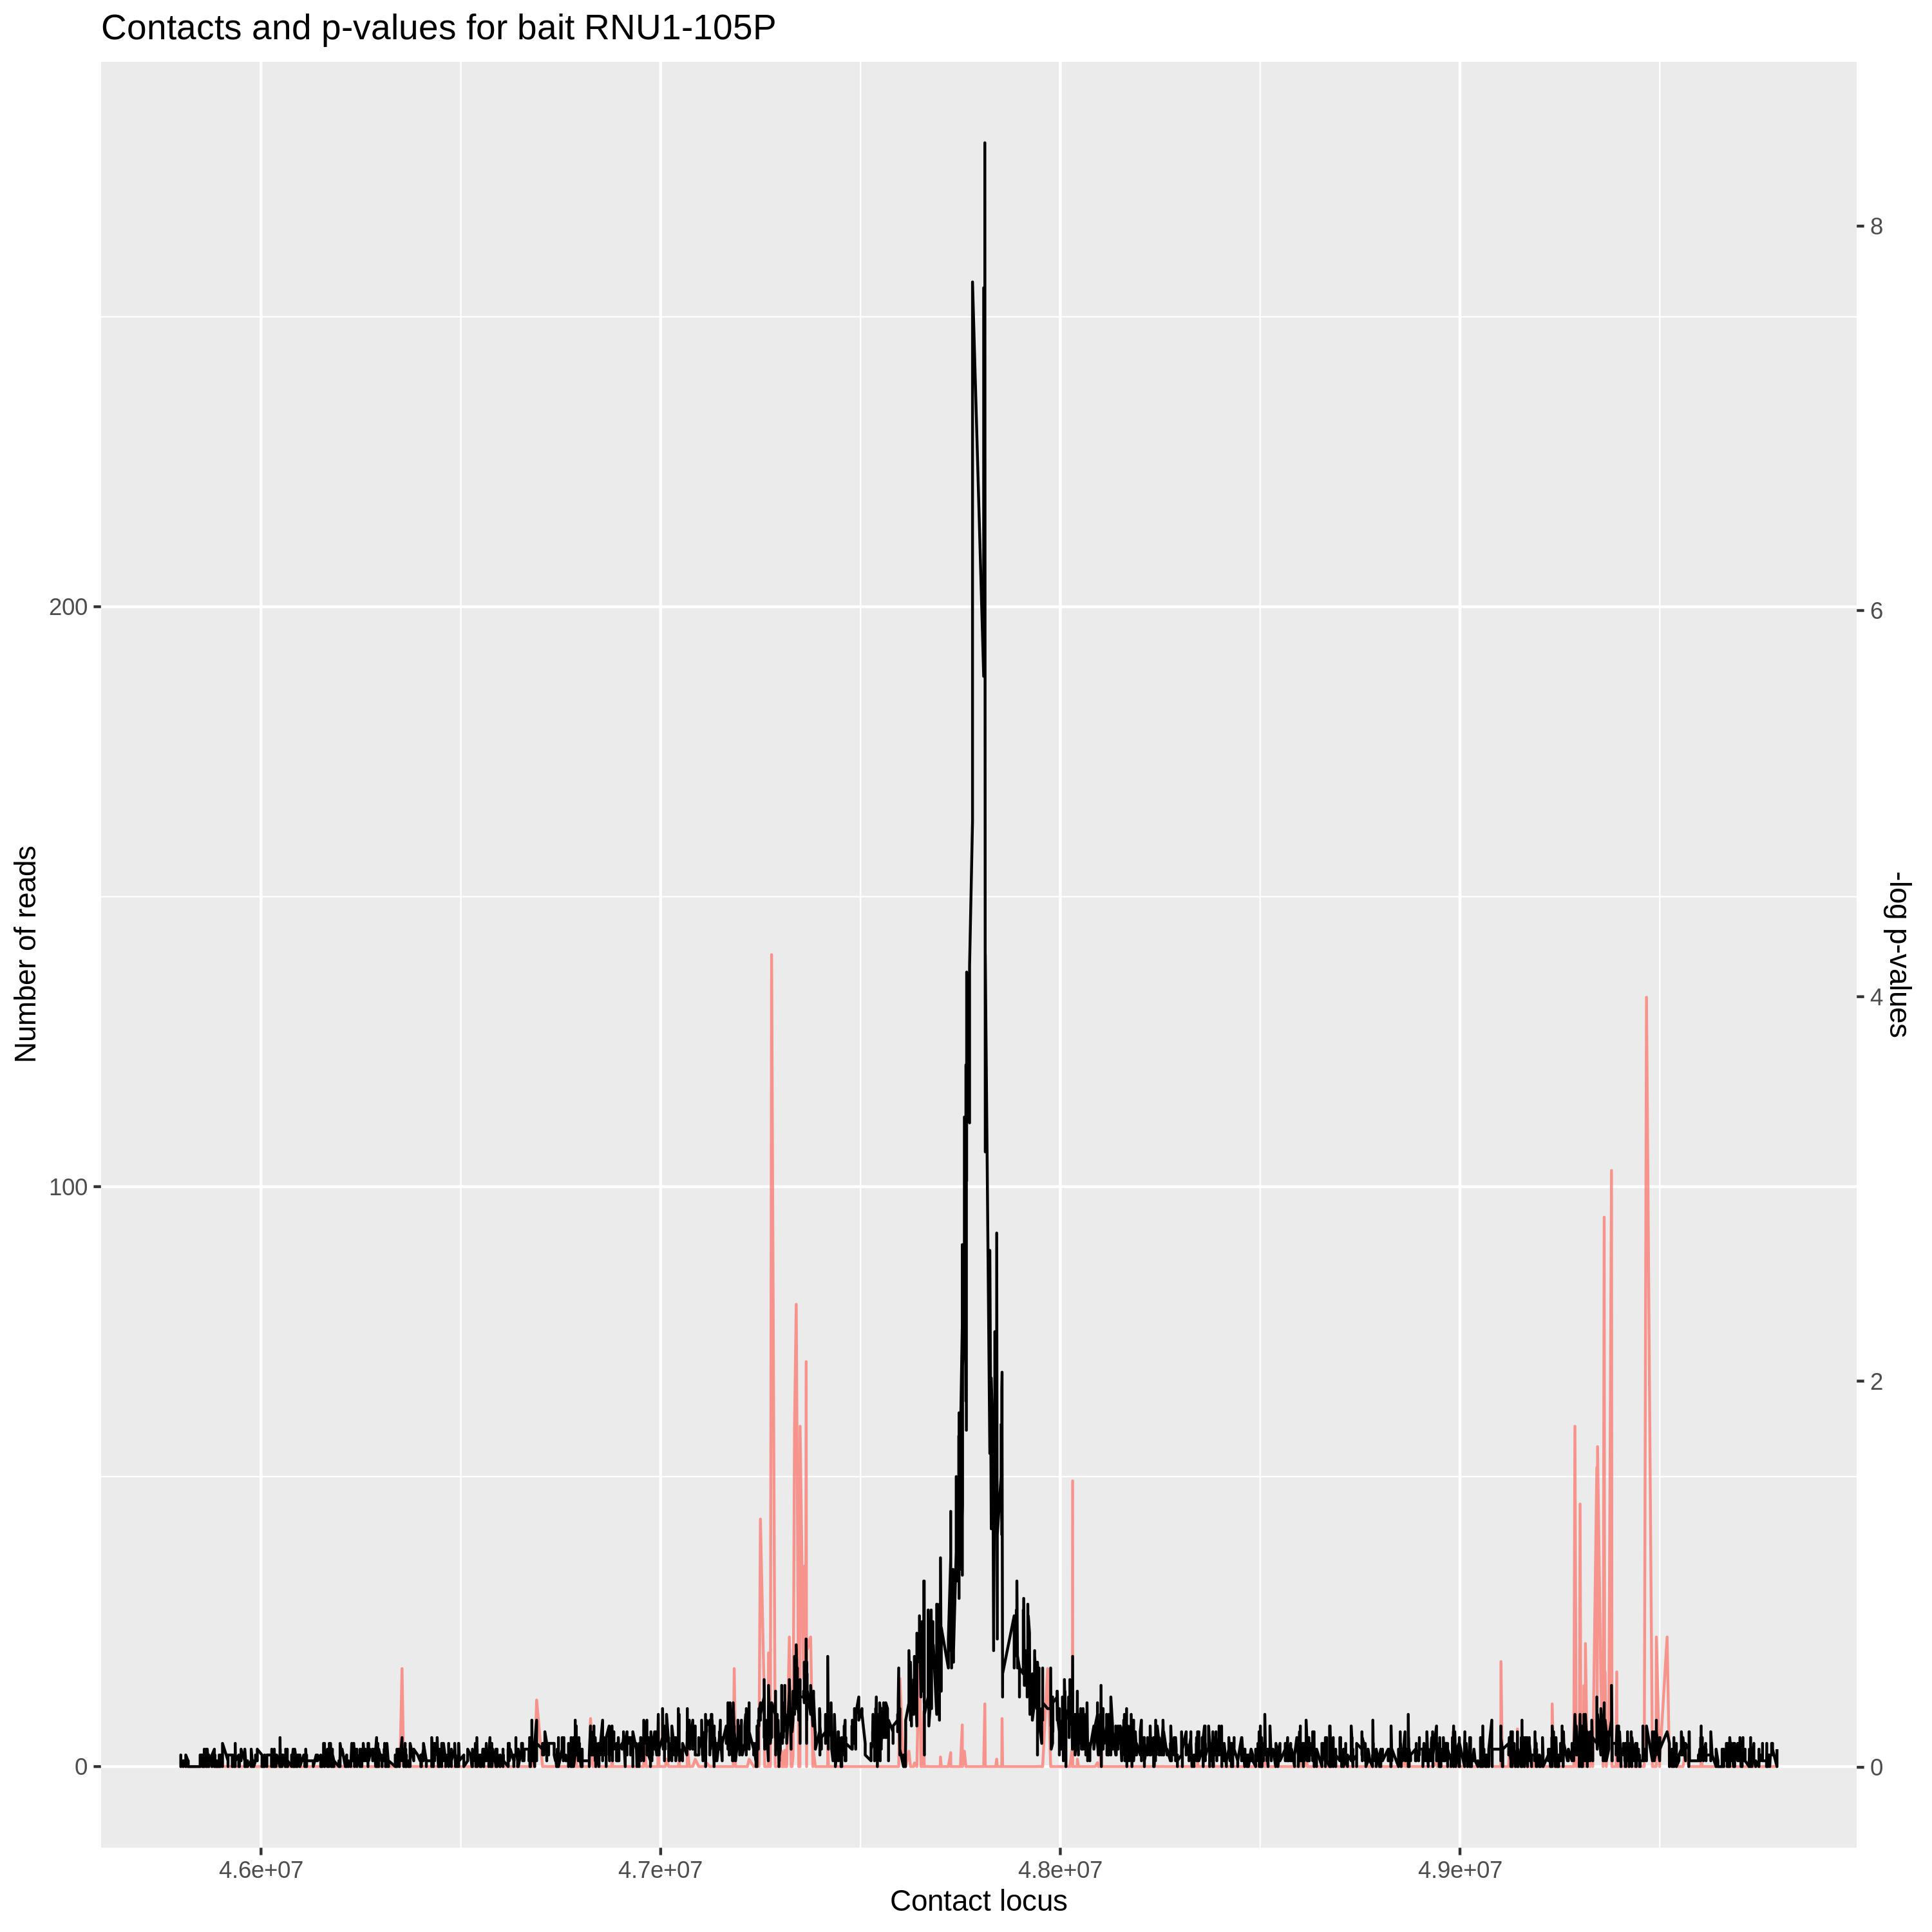 Contacts and p-values for bait RNU1-105P
Number of reads
200
100
0
8
6
4
2
0
-log p-values
4.6e+07
4.7e+07
4.8e+07
4.9e+07
Contact locus